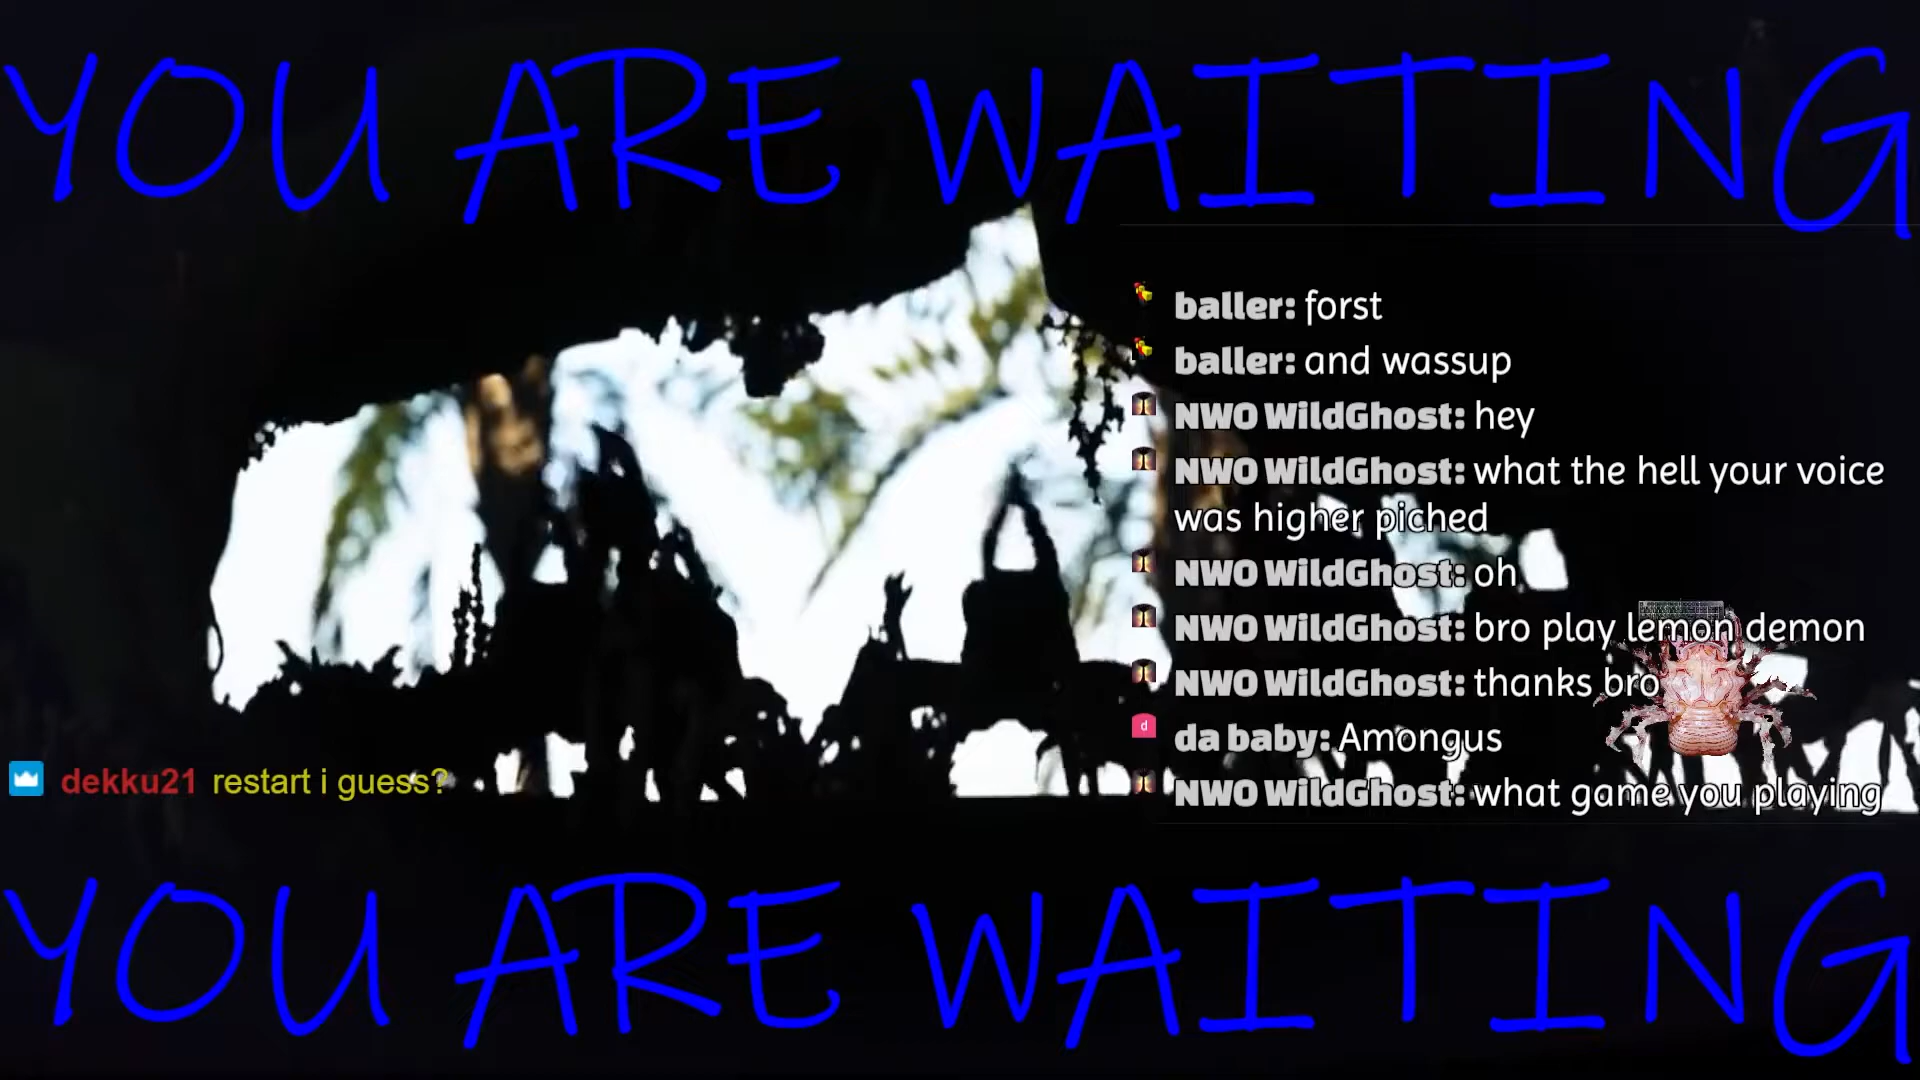 YOU ARE WAITING
baller: forst
baller: and wassup
NWO WildGhost: hey
NWO WildGhost: what the hell your voice
was higher piched
NWO WildGhost: oh
NWO WildGhost: bro play lemon demon
NWO WildGhost: thanks bro
d
da baby: Amongus
dekku21 restart i guess?
NWO WildGhost: what game you playing
YOU ARE WAITING